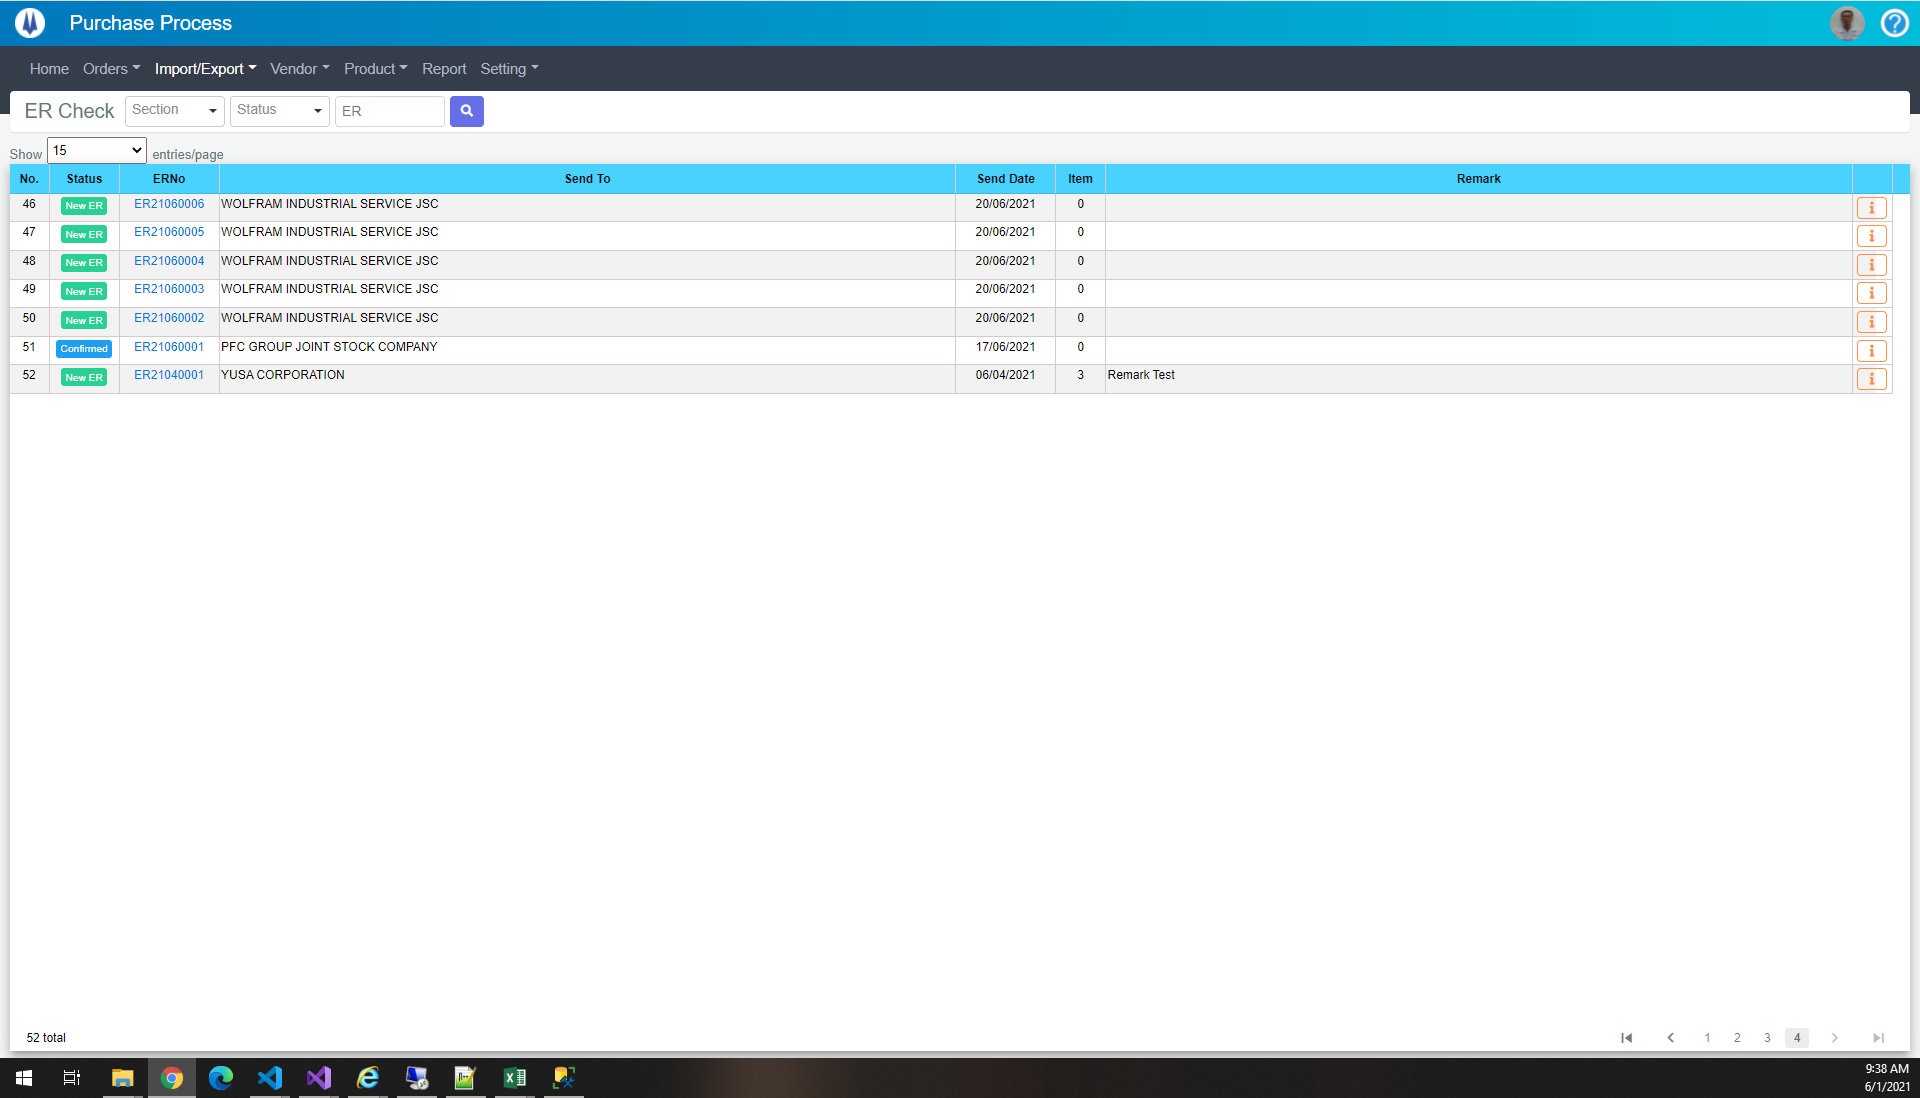 Purchase Process
Home Orders Import/Export Vendor Product Report Setting
ER Check Section Status ER
Show 15 entries/page
No. Status ERNo Send To Send Date Item Remark
46 New ER ER21060006 WOLFRAM INDUSTRIAL SERVICE JSC 20/06/2021 0
47 New ER ER21060005 WOLFRAM INDUSTRIAL SERVICE JSC 20/06/2021 0
48 New ER ER21060004 WOLFRAM INDUSTRIAL SERVICE JSC 20/06/2021 0
49 New ER ER21060003 WOLFRAM INDUSTRIAL SERVICE JSC 20/06/2021 0
50 New ER ER21060002 WOLFRAM INDUSTRIAL SERVICE JSC 20/06/2021 0
51 Confirmed ER21060001 PFC GROUP JOINT STOCK COMPANY 17/06/2021 0
52 New ER ER21040001 YUSA CORPORATION 06/04/2021 3 Remark Test
52 total 1 2 3 4
9:38 AM
6/1/2021